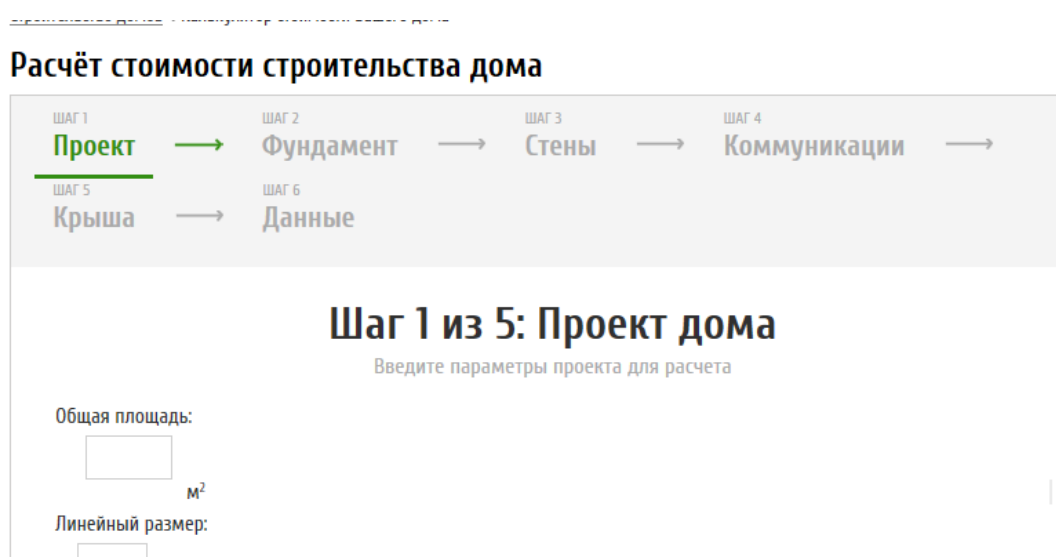 Расчёт стоимости строительства дома
ШАГ 1 ШАГ 2 ШАГ 3 ШАГ 4
Проект → Фундамент → Стены → Коммуникации →
ШАГ 5 ШАГ 6
Крыша → Данные
Шаг 1 из 5: Проект дома
Введите параметры проекта для расчета
Общая площадь:
м²
Линейный размер: